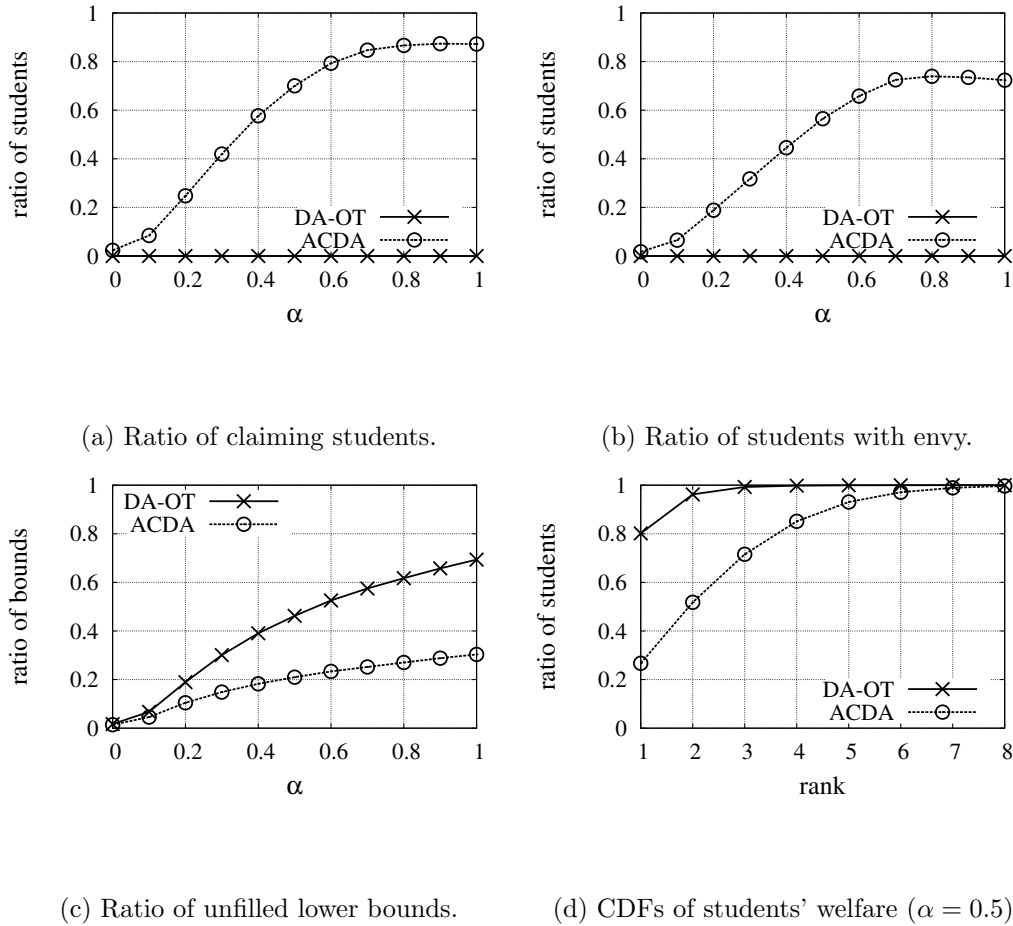 1
0.8
0.6
0.4
0.2
0
ratio of students
DA-OT
ACDA
0 0.2 0.4 0.6 0.8 1
α
(a) Ratio of claiming students.
1
0.8
0.6
0.4
0.2
0
ratio of students
DA-OT
ACDA
0 0.2 0.4 0.6 0.8 1
α
(b) Ratio of students with envy.
1
0.8
0.6
0.4
0.2
0
ratio of bounds
DA-OT
ACDA
0 0.2 0.4 0.6 0.8 1
α
(c) Ratio of unfilled lower bounds.
1
0.8
0.6
0.4
0.2
0
ratio of students
DA-OT
ACDA
1 2 3 4 5 6 7 8
rank
(d) CDFs of students' welfare (α = 0.5)